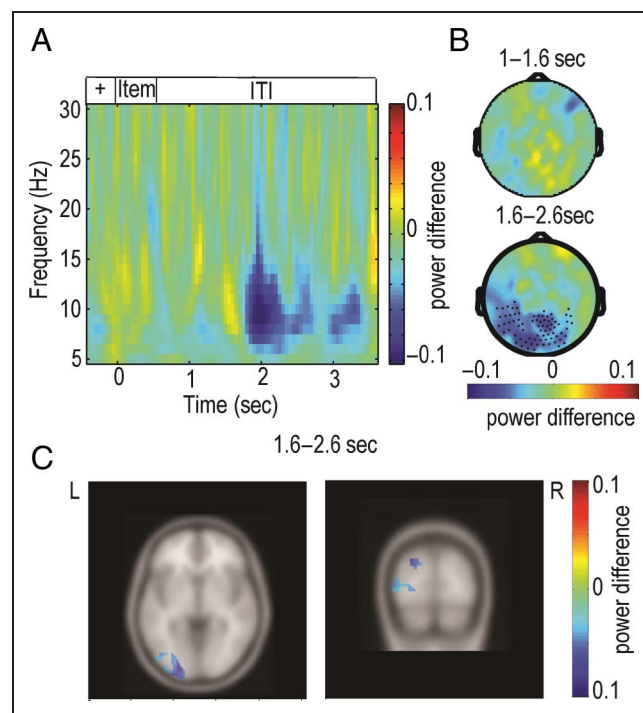 A
+ Item ITI
30
25
20
15
10
5
Frequency (Hz)
0 1 2 3
Time (sec)
0.1
0
–0.1
power difference
B
1–1.6 sec
1.6–2.6sec
–0.1 0 0.1
power difference
1.6–2.6 sec
C
L
R
0.1
0
0.1
power difference